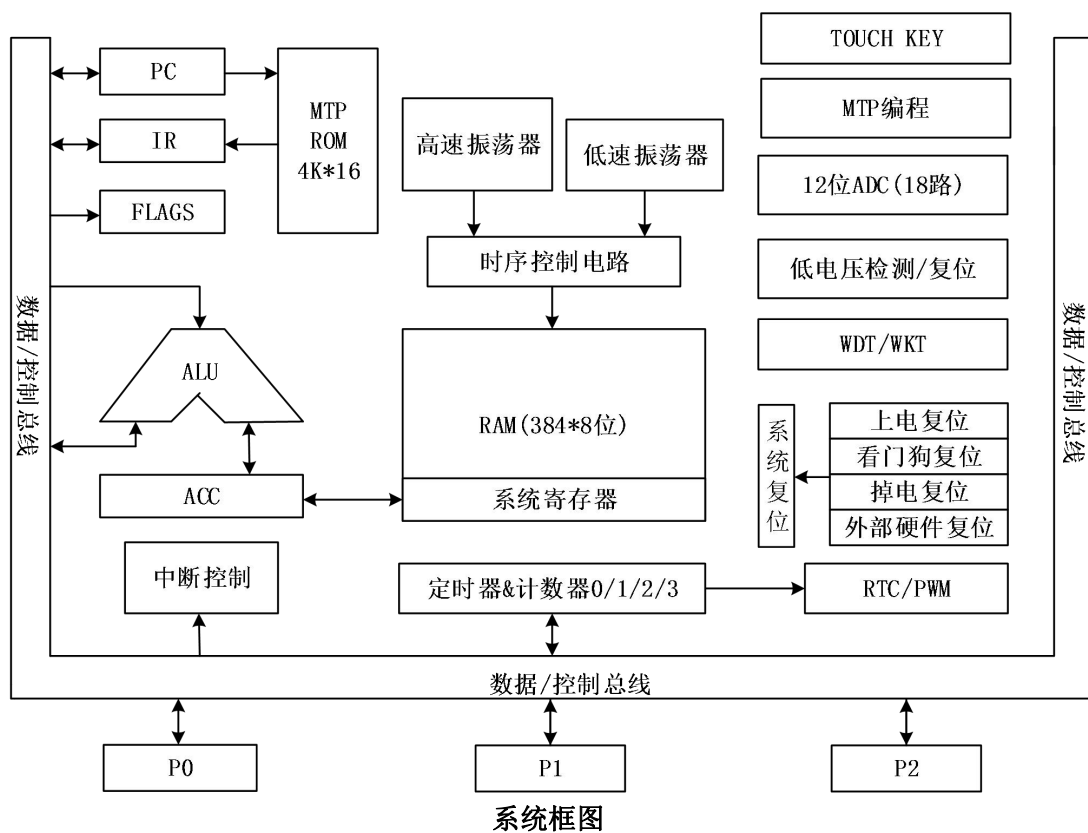 TOUCH KEY
PC
MTP
ROM
4K*16
MTP编程
高速振荡器
低速振荡器
IR
12位ADC(18路)
FLAGS
时序控制电路
低电压检测/复位
数据/控制总线
数据/控制总线
WDT/WKT
ALU
RAM(384*8位)
系统复位
上电复位
看门狗复位
掉电复位
外部硬件复位
ACC
系统寄存器
中断控制
定时器&计数器0/1/2/3
RTC/PWM
数据/控制总线
P0
P1
P2
系统框图